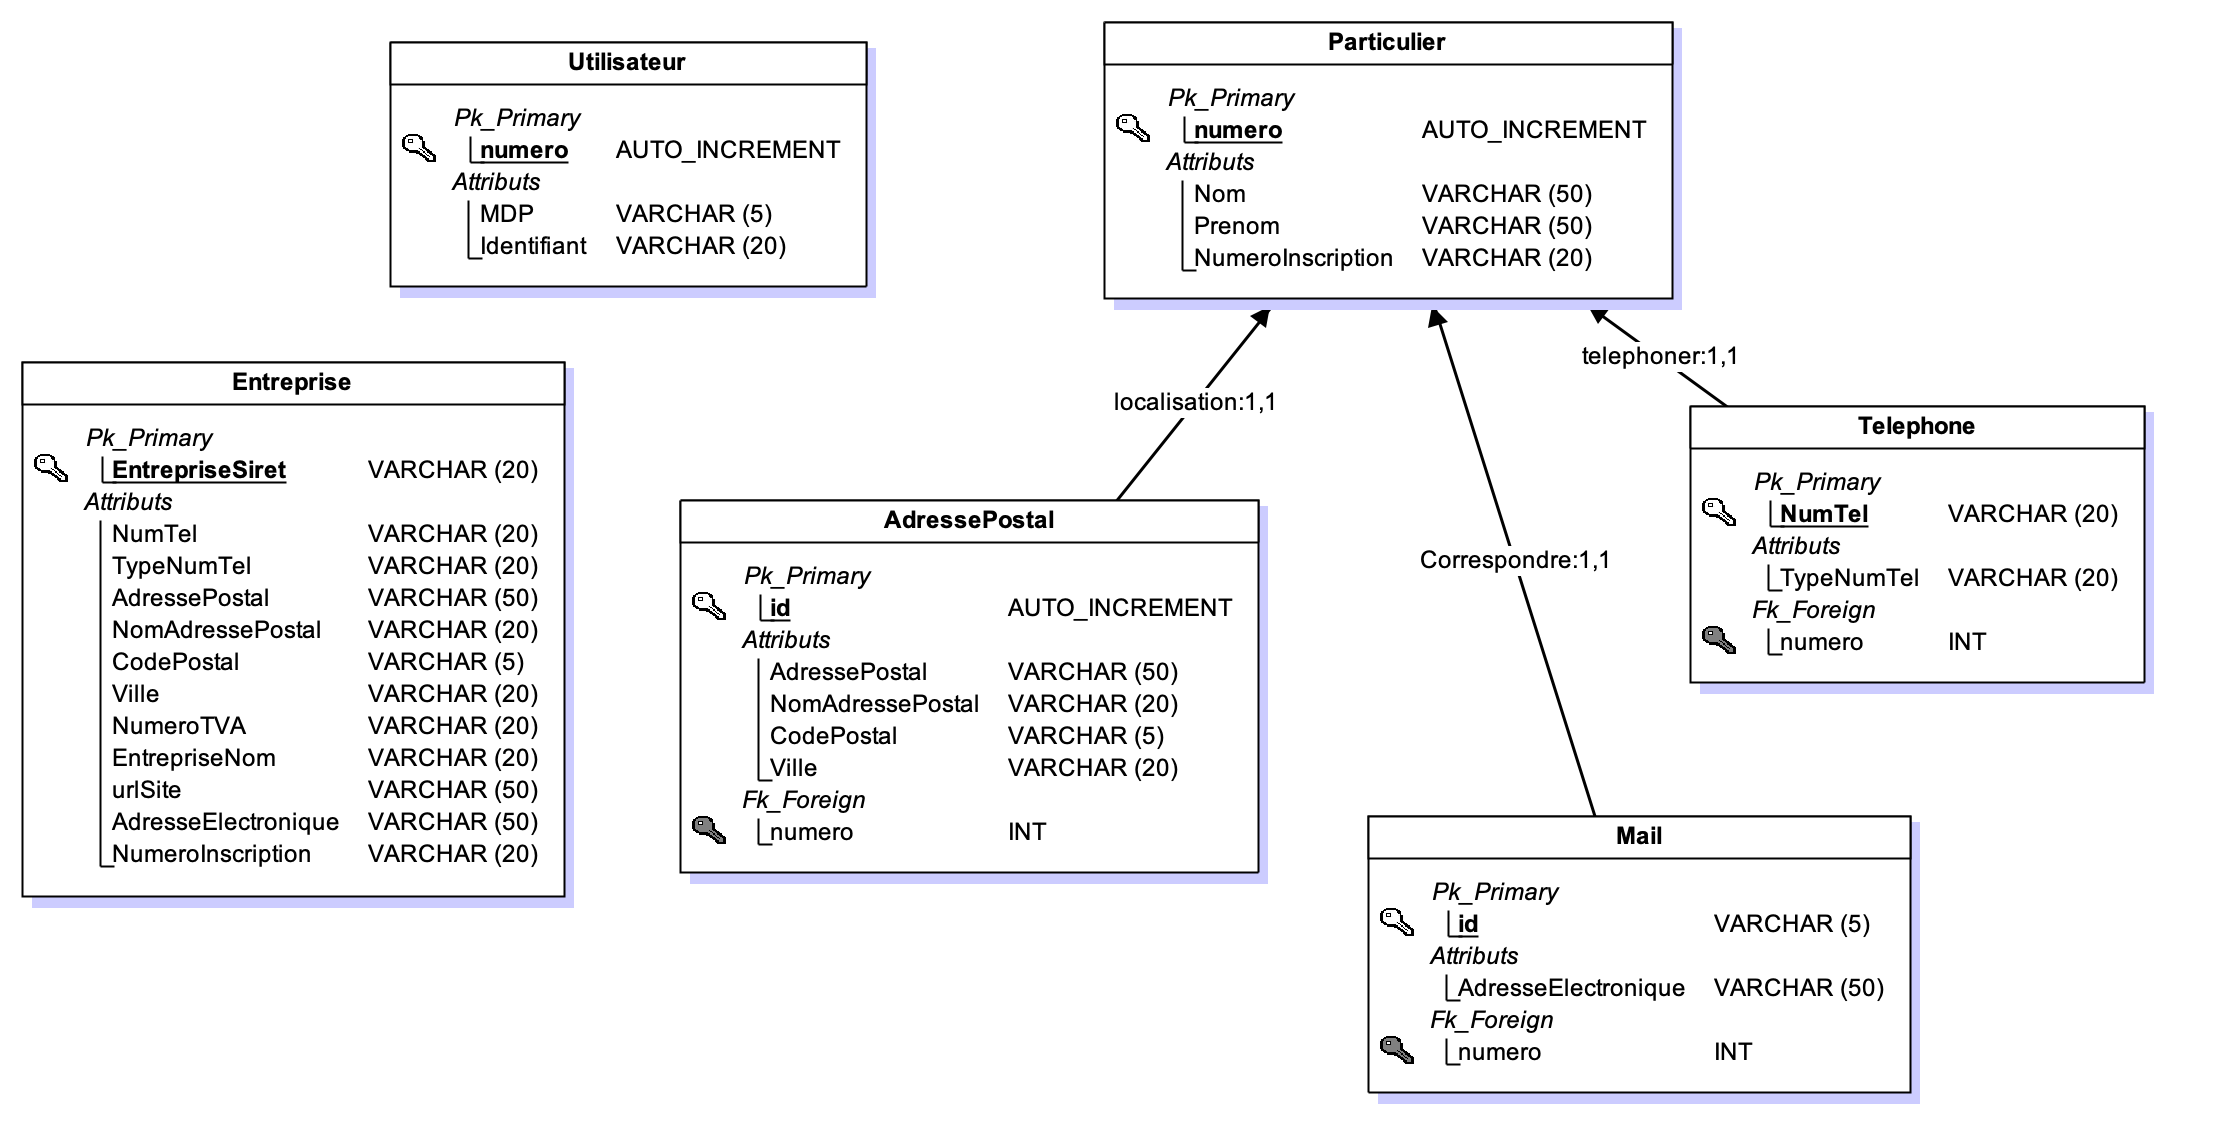 Utilisateur
Pk_Primary
numero AUTO_INCREMENT
Attributs
MDP VARCHAR (5)
Identifiant VARCHAR (20)
Particulier
Pk_Primary
numero AUTO_INCREMENT
Attributs
Nom VARCHAR (50)
Prenom VARCHAR (50)
NumeroInscription VARCHAR (20)
localisation:1,1
Correspondre:1,1
telephoner:1,1
Entreprise
Pk_Primary
EntrepriseSiret VARCHAR (20)
Attributs
NumTel VARCHAR (20)
TypeNumTel VARCHAR (20)
AdressePostal VARCHAR (50)
NomAdressePostal VARCHAR (20)
CodePostal VARCHAR (5)
Ville VARCHAR (20)
NumeroTVA VARCHAR (20)
EntrepriseNom VARCHAR (20)
urlSite VARCHAR (50)
AdresseElectronique VARCHAR (50)
NumeroInscription VARCHAR (20)
AdressePostal
Pk_Primary
id AUTO_INCREMENT
Attributs
AdressePostal VARCHAR (50)
NomAdressePostal VARCHAR (20)
CodePostal VARCHAR (5)
Ville VARCHAR (20)
Fk_Foreign
numero INT
Telephone
Pk_Primary
NumTel VARCHAR (20)
Attributs
TypeNumTel VARCHAR (20)
Fk_Foreign
numero INT
Mail
Pk_Primary
id VARCHAR (5)
Attributs
AdresseElectronique VARCHAR (50)
Fk_Foreign
numero INT